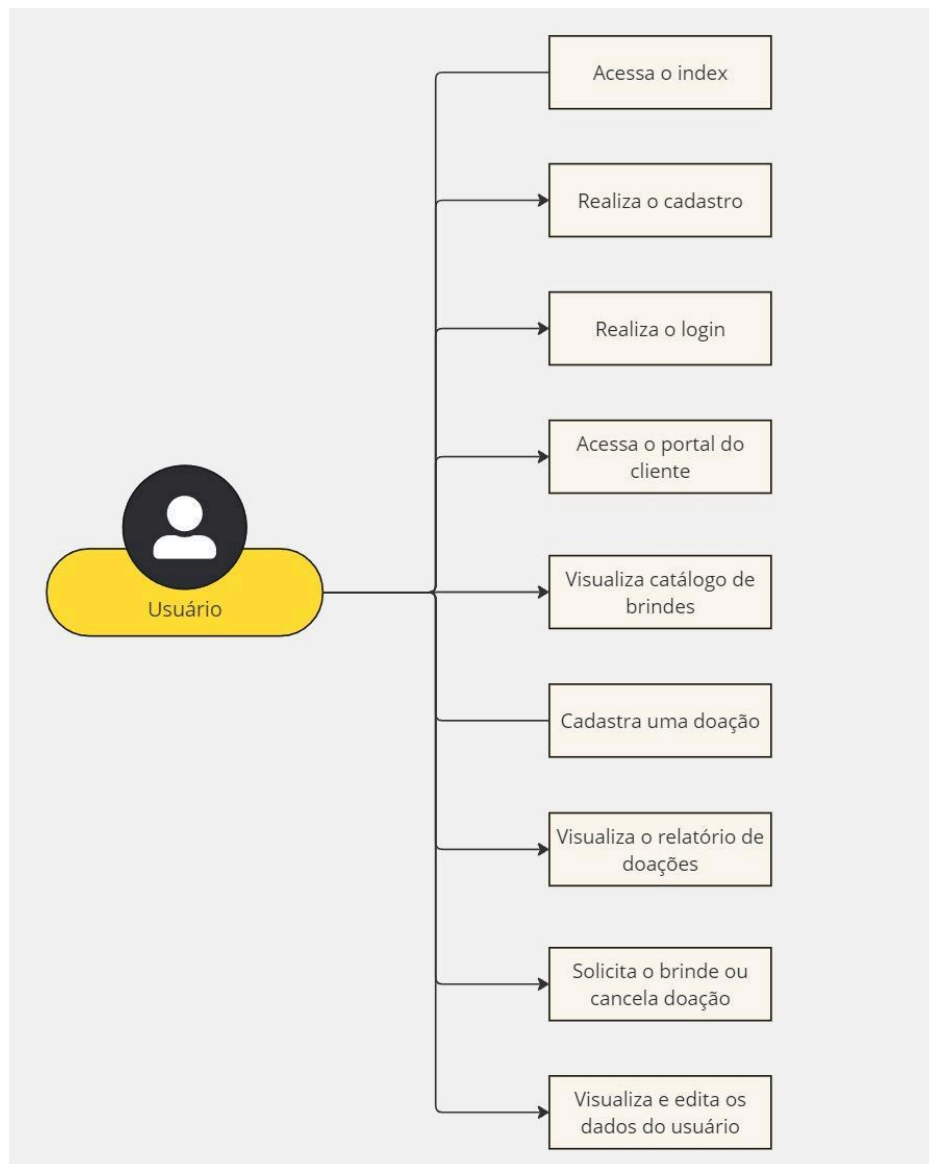 Acessa o index
Realiza o cadastro
Realiza o login
Acessa o portal do
cliente
Visualiza catálogo de
brindes
Usuário
Cadastra uma doação
Visualiza o relatório de
doações
Solicita o brinde ou
cancela doação
Visualiza e edita os
dados do usuário